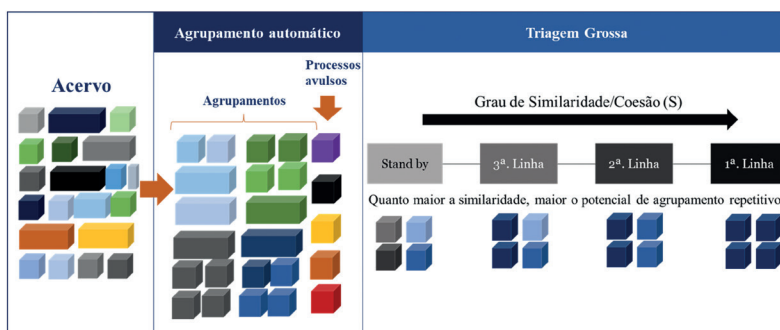 Agrupamento automático
Triagem Grossa
Acervo
Processos
avulsos
Agrupamentos
Grau de Similaridade/Coesão (S)
Stand by
3ª. Linha
2ª. Linha
1ª. Linha
Quanto maior a similaridade, maior o potencial de agrupamento repetitivo